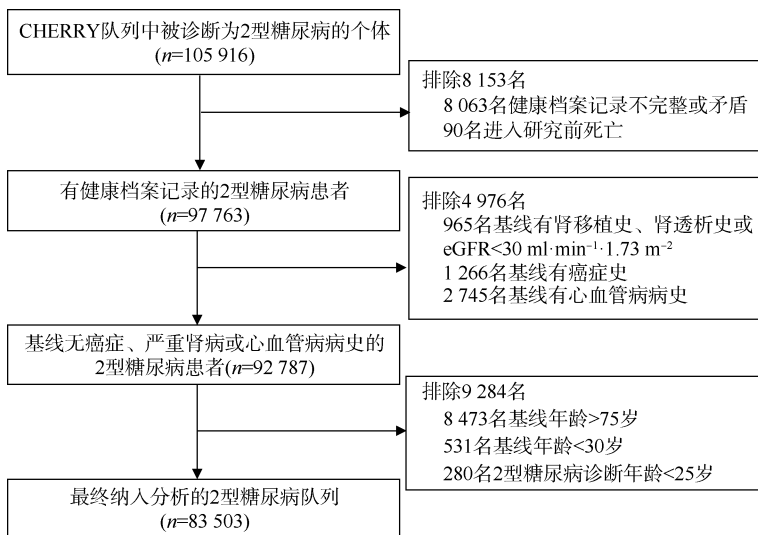 CHERRY队列中被诊断为2型糖尿病的个体
(n=105 916)
排除8 153名
8 063名健康档案记录不完整或矛盾
90名进入研究前死亡
有健康档案记录的2型糖尿病患者
(n=97 763)
排除4 976名
965名基线有肾移植史、肾透析史或
eGFR<30 ml·min⁻¹·1.73 m⁻²
1 266名基线有癌症史
2 745名基线有心血管病病史
基线无癌症、严重肾病或心血管病病史的
2型糖尿病患者(n=92 787)
排除9 284名
8 473名基线年龄>75岁
531名基线年龄<30岁
280名2型糖尿病诊断年龄<25岁
最终纳入分析的2型糖尿病队列
(n=83 503)